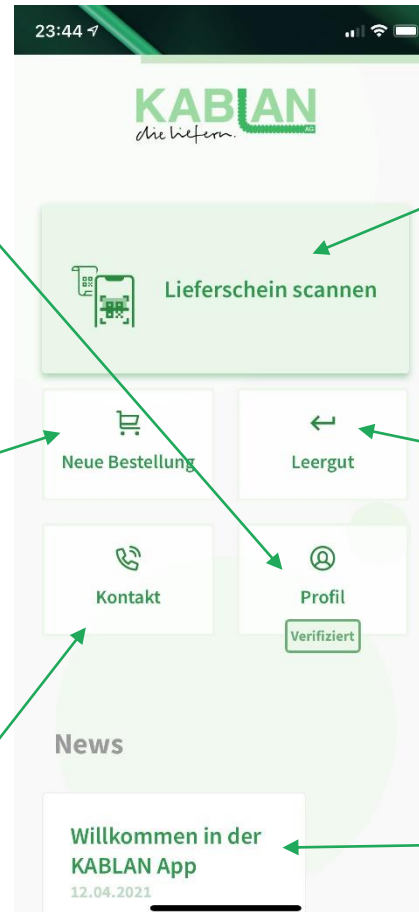 23:44
KABLAN
AG
die liefern.
Lieferschein scannen
Neue Bestellung
Leergut
Kontakt
Profil
Verifiziert
News
Willkommen in der
KABLAN App
12.04.2021